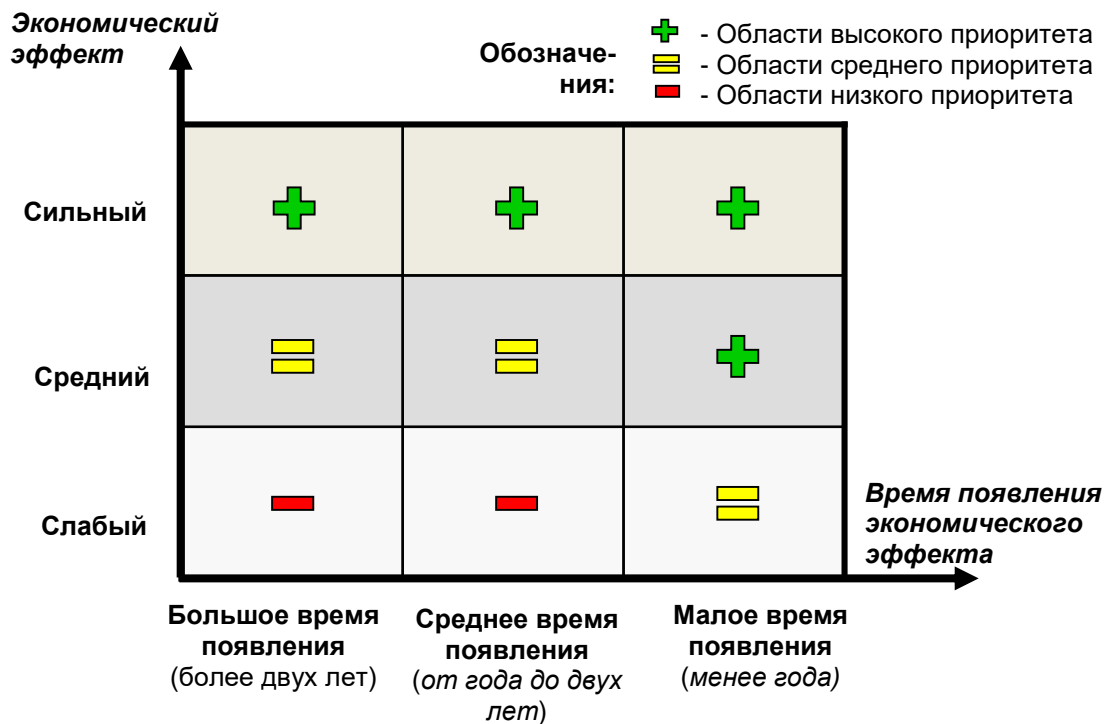 Экономический
эффект
Обозначе-
ния:
- Области высокого приоритета
- Области среднего приоритета
- Области низкого приоритета
Сильный
Средний
Слабый
Время появления
экономического
эффекта
Большое время
появления
(более двух лет)
Среднее время
появления
(от года до двух
лет)
Малое время
появления
(менее года)